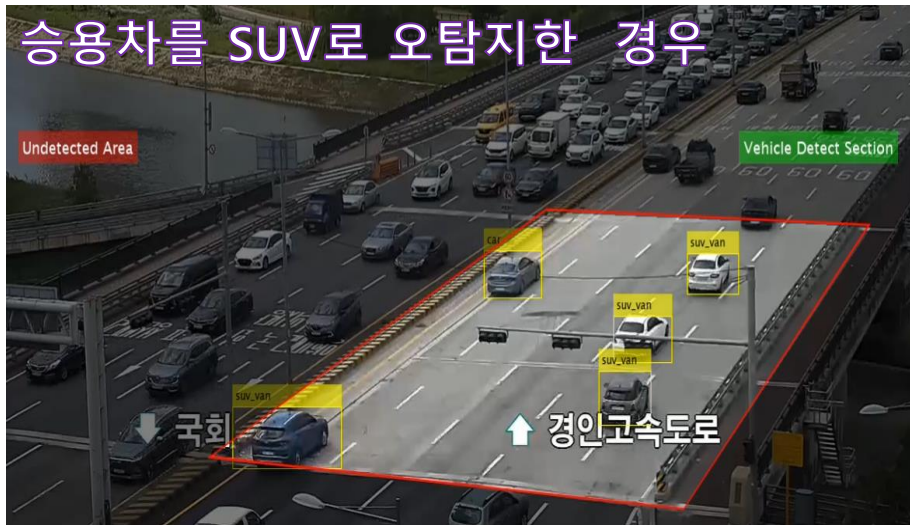 승용차를 SUV로 오탐지한 경우
Undetected Area
Vehicle Detect Section
car
suv_van
suv_van
suv_van
suv_van
국회
경인고속도로